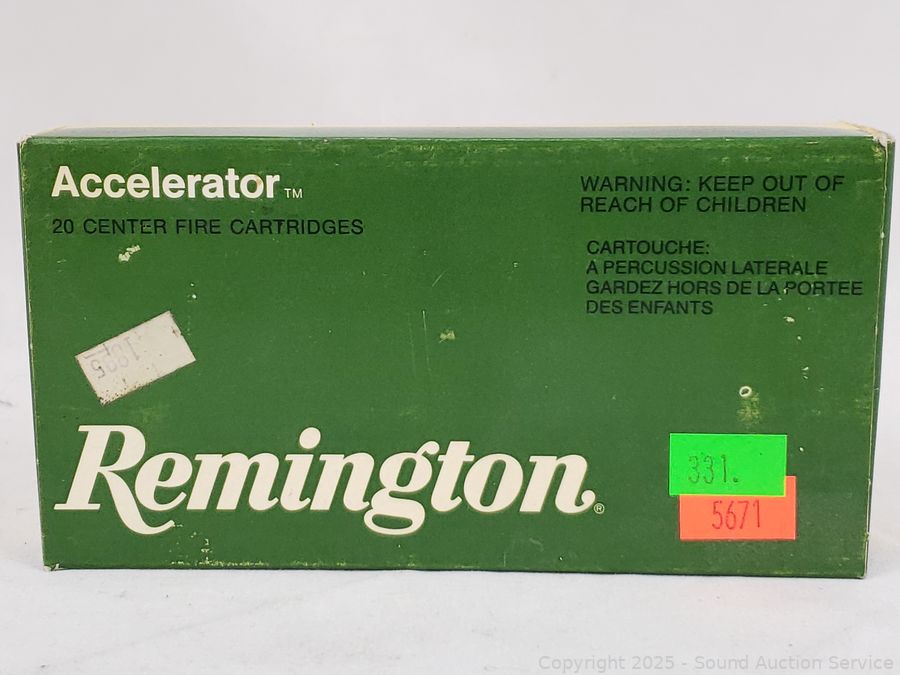 Accelerator™
20 CENTER FIRE CARTRIDGES
WARNING: KEEP OUT OF
REACH OF CHILDREN
CARTOUCHE:
A PERCUSSION LATERALE
GARDEZ HORS DE LA PORTEE
DES ENFANTS
1995
Remington®
331.
5671
Copyright 2025 - Sound Auction Service